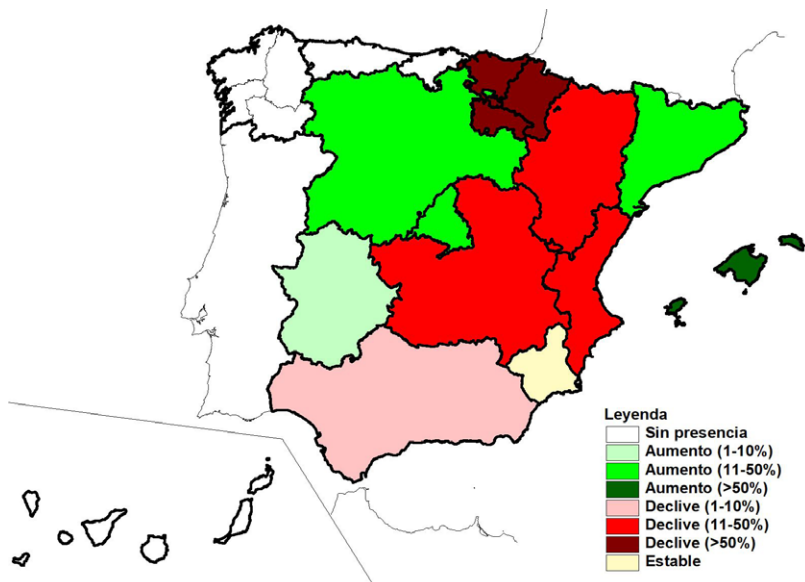 Leyenda
Sin presencia
Aumento (1-10%)
Aumento (11-50%)
Aumento (>50%)
Declive (1-10%)
Declive (11-50%)
Declive (>50%)
Estable